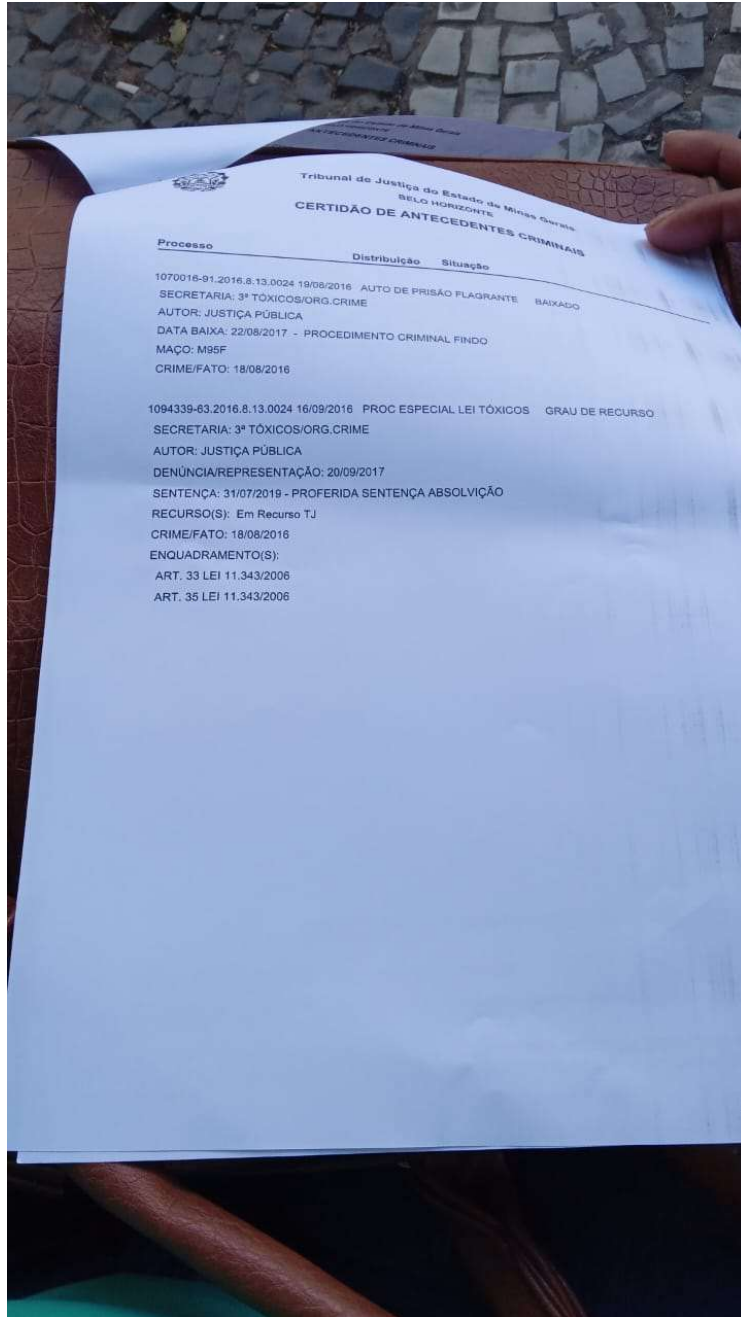 ANTECEDENTES CRIMINAIS
Tribunal de Justiça do Estado de Minas Gerais
BELO HORIZONTE
CERTIDÃO DE ANTECEDENTES CRIMINAIS
Processo Distribuição Situação
1070016-91.2016.8.13.0024 19/08/2016 AUTO DE PRISÃO FLAGRANTE BAIXADO
SECRETARIA: 3ª TÓXICOS/ORG.CRIME
AUTOR: JUSTIÇA PÚBLICA
DATA BAIXA: 22/08/2017 - PROCEDIMENTO CRIMINAL FINDO
MAÇO: M95F
CRIME/FATO: 18/08/2016
1094339-63.2016.8.13.0024 16/09/2016 PROC ESPECIAL LEI TÓXICOS GRAU DE RECURSO
SECRETARIA: 3ª TÓXICOS/ORG.CRIME
AUTOR: JUSTIÇA PÚBLICA
DENÚNCIA/REPRESENTAÇÃO: 20/09/2017
SENTENÇA: 31/07/2019 - PROFERIDA SENTENÇA ABSOLVIÇÃO
RECURSO(S): Em Recurso TJ
CRIME/FATO: 18/08/2016
ENQUADRAMENTO(S):
ART. 33 LEI 11.343/2006
ART. 35 LEI 11.343/2006